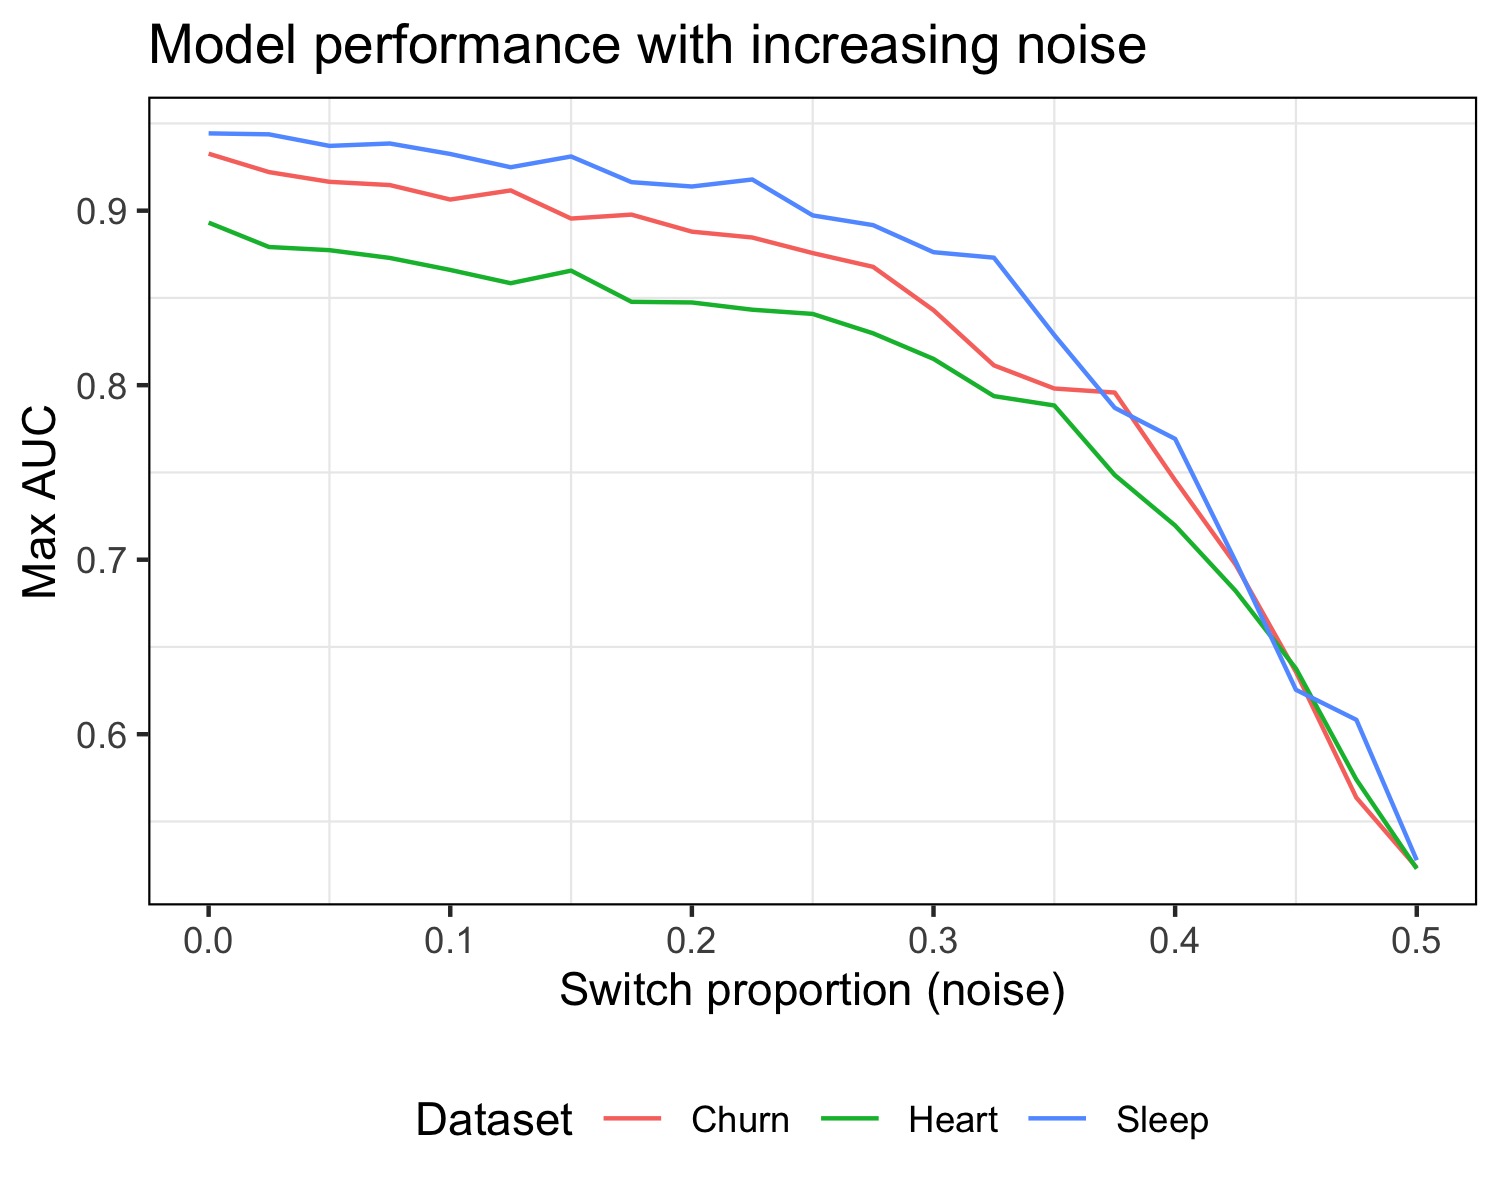 Model performance with increasing noise
Max AUC
0.9
0.8
0.7
0.6
0.0 0.1 0.2 0.3 0.4 0.5
Switch proportion (noise)
Dataset Churn Heart Sleep